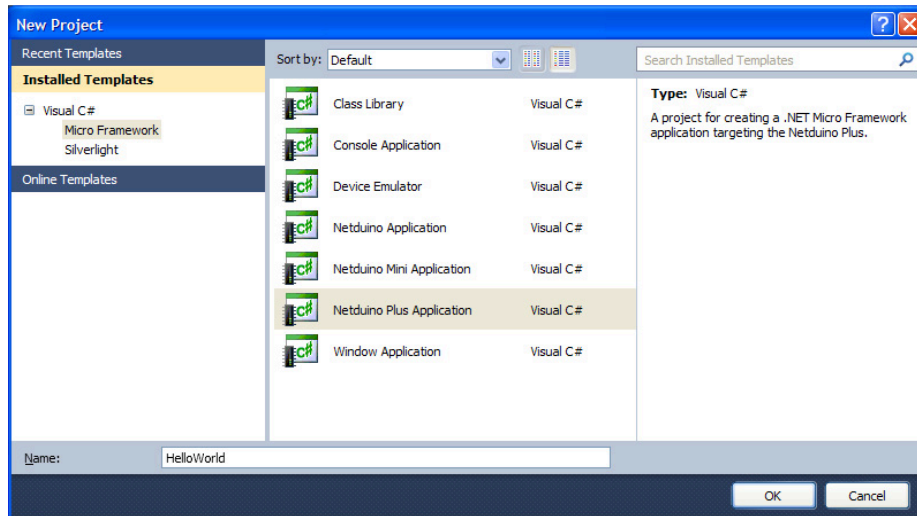 New Project
Recent Templates
Installed Templates
Visual C#
Micro Framework
Silverlight
Online Templates
Sort by: Default
Class Library Visual C#
Console Application Visual C#
Device Emulator Visual C#
Netduino Application Visual C#
Netduino Mini Application Visual C#
Netduino Plus Application Visual C#
Window Application Visual C#
Search Installed Templates
Type: Visual C#
A project for creating a .NET Micro Framework
application targeting the Netduino Plus.
Name: HelloWorld
OK Cancel